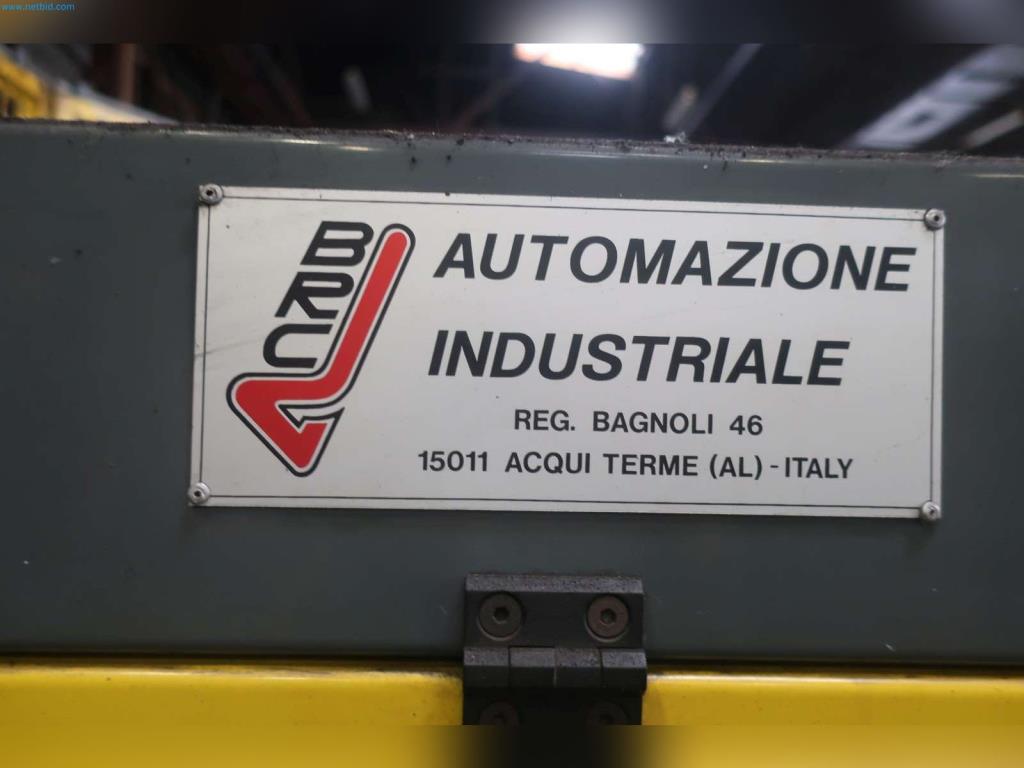 www.netbid.com
BRC
AUTOMAZIONE
INDUSTRIALE
REG. BAGNOLI 46
15011 ACQUI TERME (AL) - ITALY